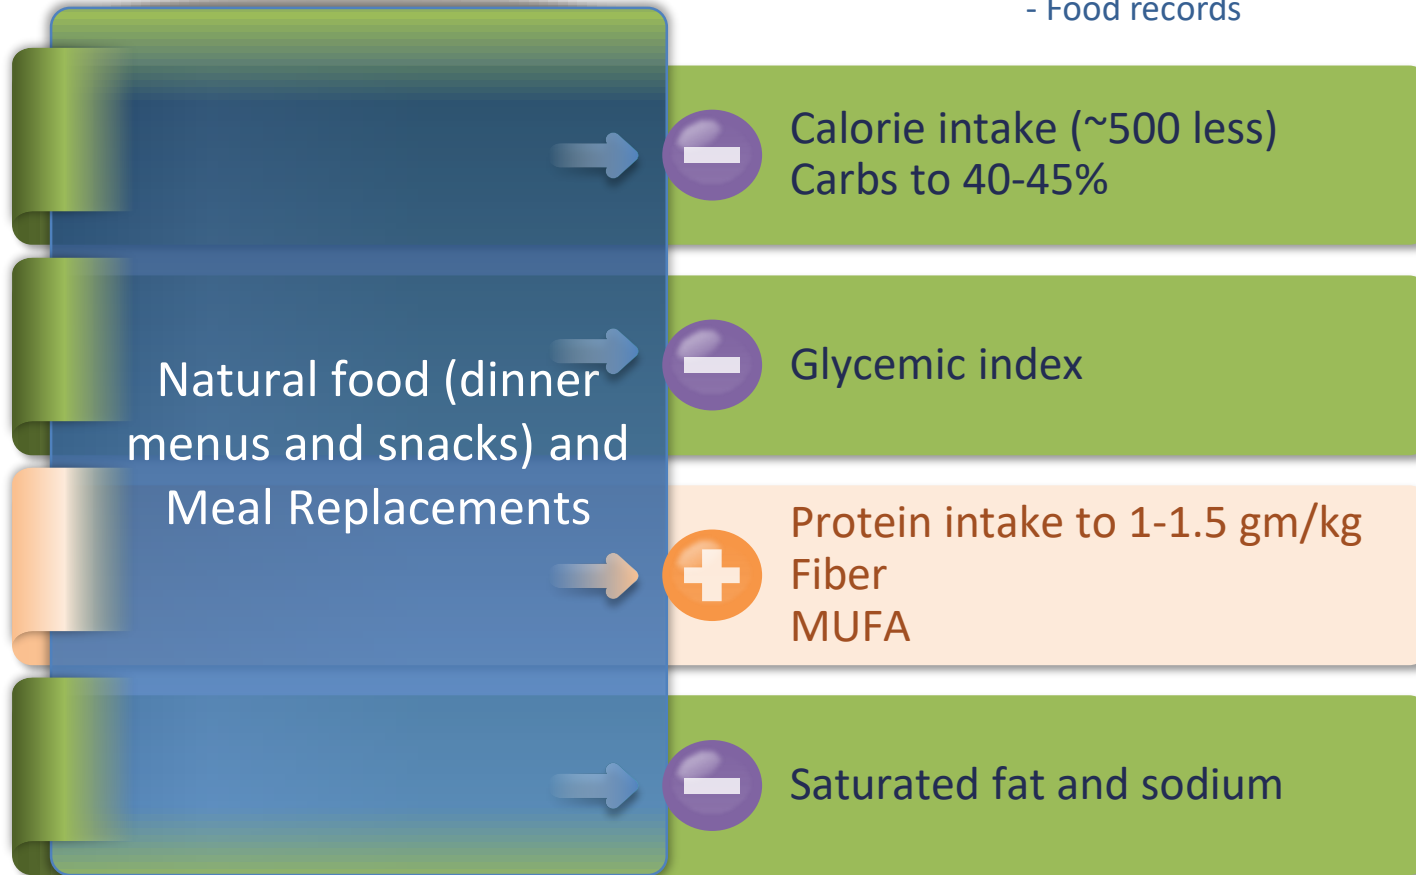 - Food records
Calorie intake (~500 less)
Carbs to 40-45%
Glycemic index
Natural food (dinner
menus and snacks) and
Meal Replacements
Protein intake to 1-1.5 gm/kg
Fiber
MUFA
Saturated fat and sodium